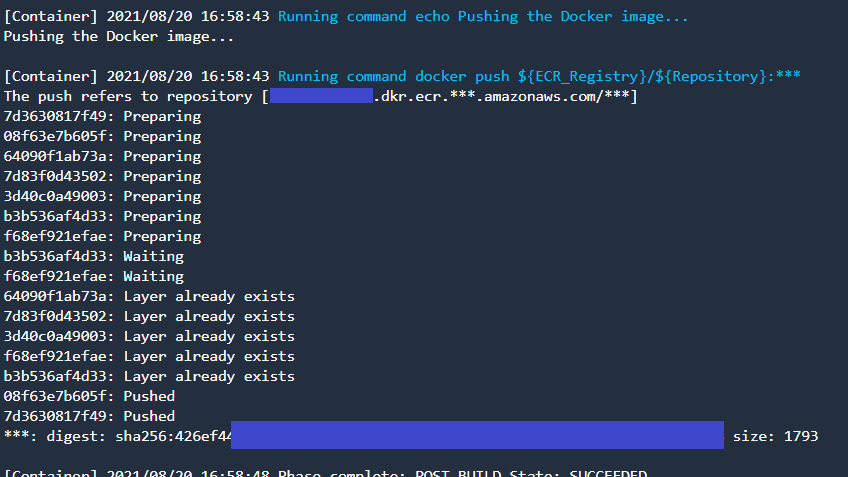 [Container] 2021/08/20 16:58:43 Running command echo Pushing the Docker image...
Pushing the Docker image...
[Container] 2021/08/20 16:58:43 Running command docker push ${ECR_Registry}/${Repository}:***
The push refers to repository [.dkr.ecr.***.amazonaws.com/***]
7d3630817f49: Preparing
08f63e7b605f: Preparing
64090f1ab73a: Preparing
7d83f0d43502: Preparing
3d40c0a49003: Preparing
b3b536af4d33: Preparing
f68ef921efae: Preparing
b3b536af4d33: Waiting
f68ef921efae: Waiting
64090f1ab73a: Layer already exists
7d83f0d43502: Layer already exists
3d40c0a49003: Layer already exists
f68ef921efae: Layer already exists
b3b536af4d33: Layer already exists
08f63e7b605f: Pushed
7d3630817f49: Pushed
***: digest: sha256:426ef44 size: 1793
[Container] 2021/08/20 16:58:48 Phase complete: POST_BUILD State: SUCCEEDED